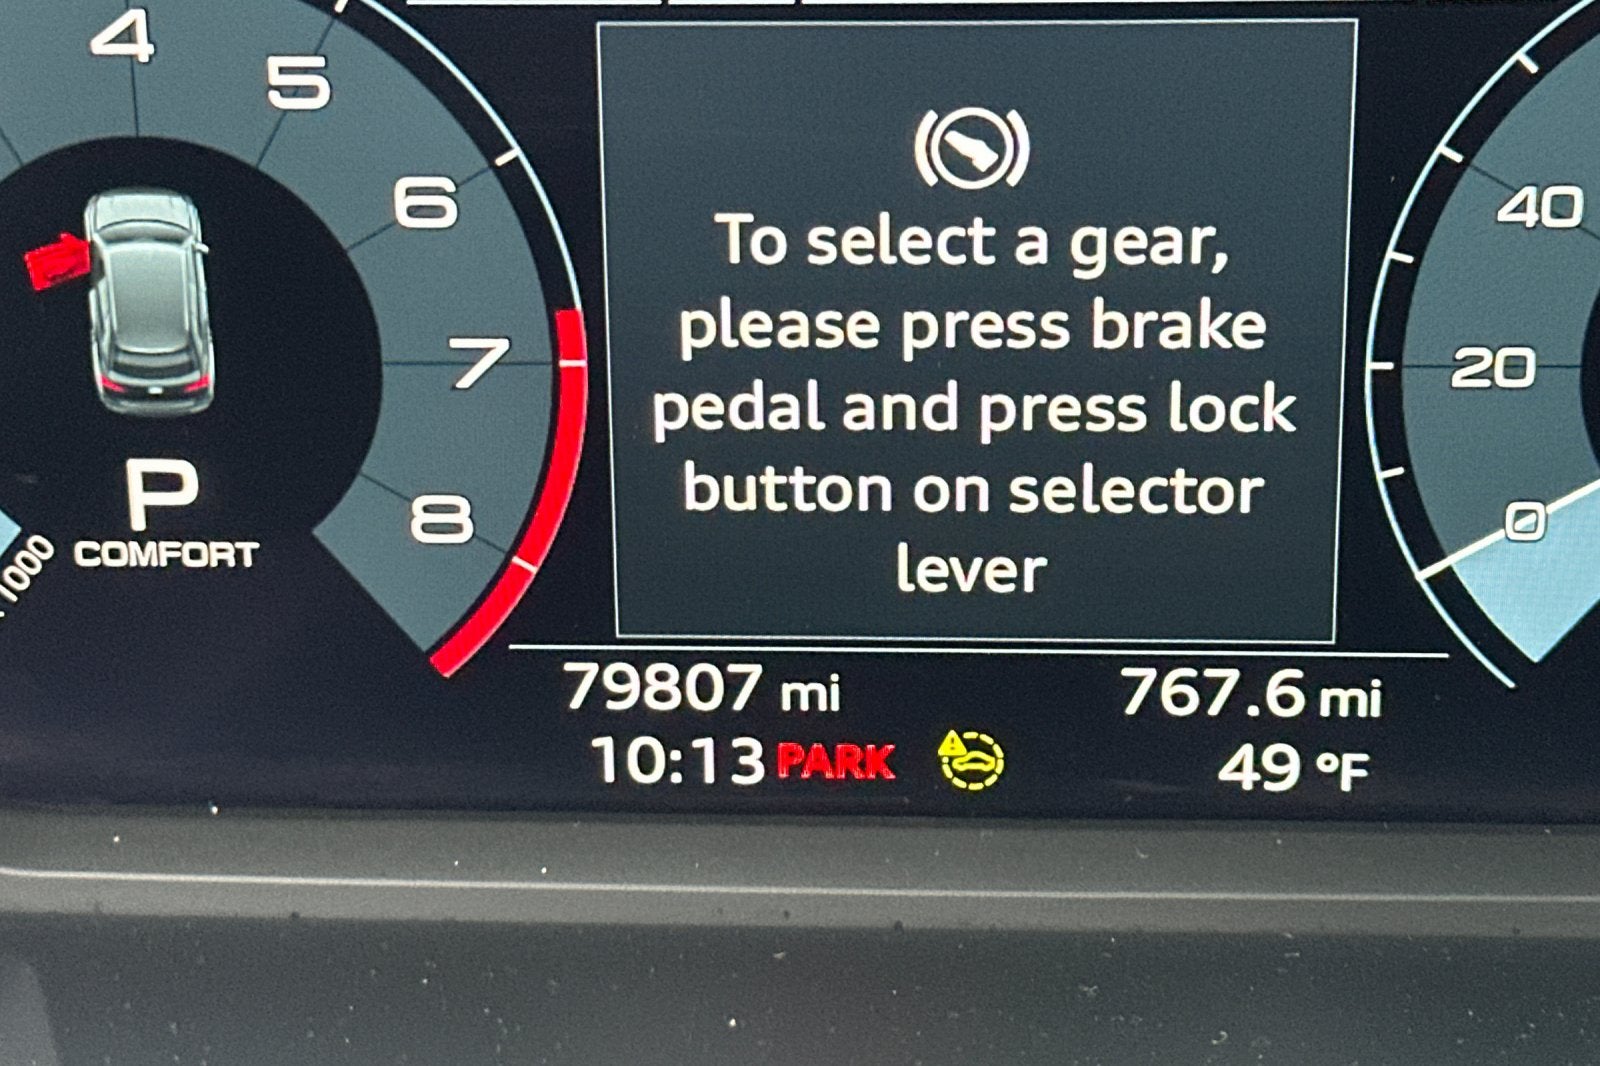 4
5
6
7
8
1000
P
COMFORT
To select a gear,
please press brake
pedal and press lock
button on selector
lever
40
20
0
79807 mi
767.6 mi
10:13 PARK
49 °F